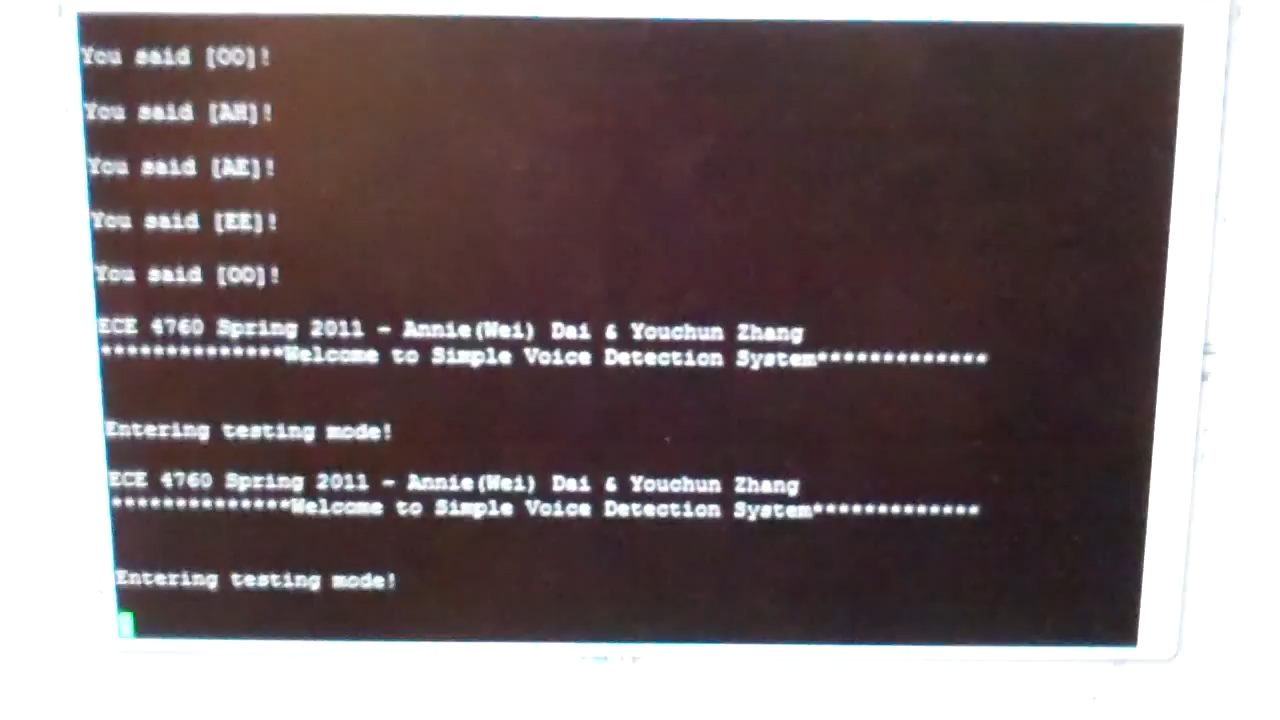 You said [OO]!
You said [AH]!
You said [AE]!
You said [EE]!
You said [OO]!
ECE 4760 Spring 2011 - Annie(Wei) Dai & Youchun Zhang
**************Welcome to Simple Voice Detection System*************
Entering testing mode!
ECE 4760 Spring 2011 - Annie(Wei) Dai & Youchun Zhang
**************Welcome to Simple Voice Detection System*************
Entering testing mode!